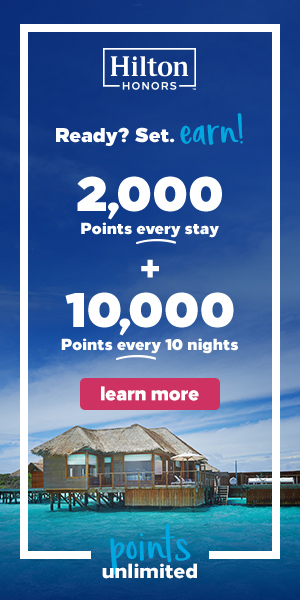 Hilton
HONORS
Ready? Set. earn!
2,000
Points every stay
+
10,000
Points every 10 nights
learn more
points
unlimited